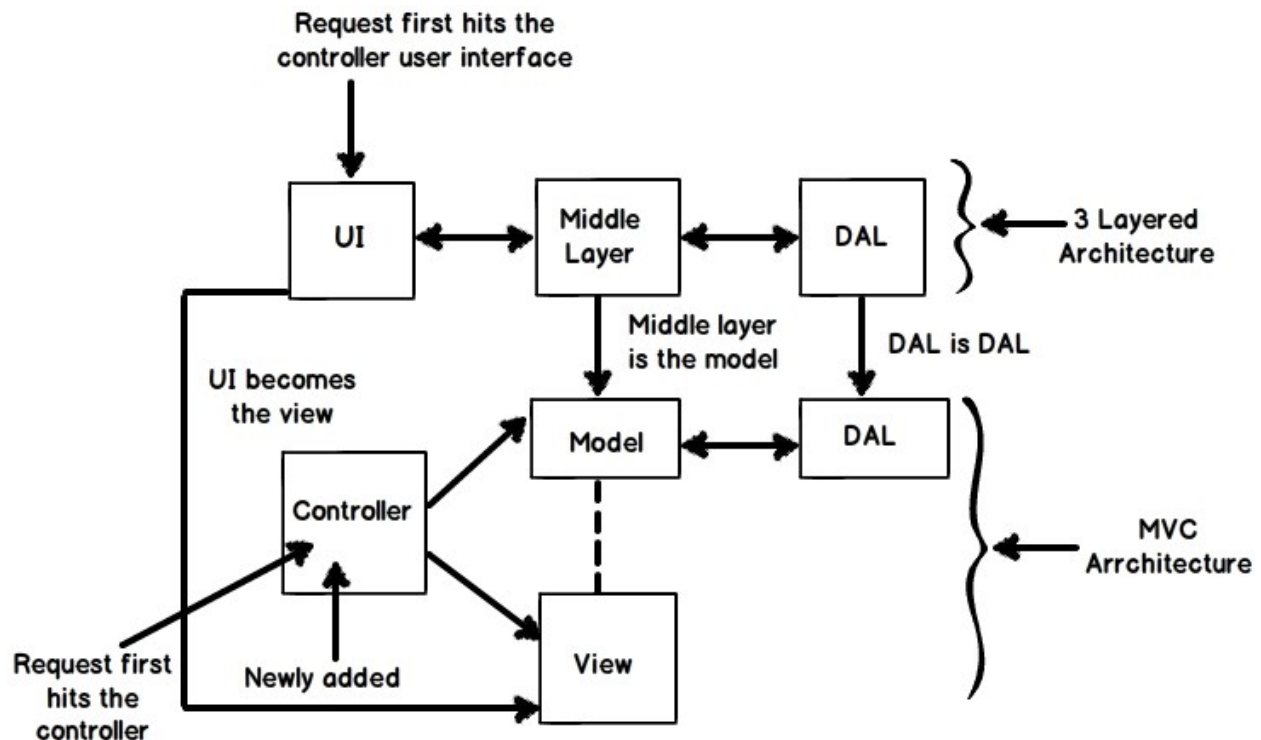 Request first hits the
controller user interface
UI
Middle
Layer
DAL
3 Layered
Architecture
Middle layer
is the model
DAL is DAL
UI becomes
the view
Model
DAL
Controller
MVC
Arrchitecture
Request first
hits the
controller
Newly added
View